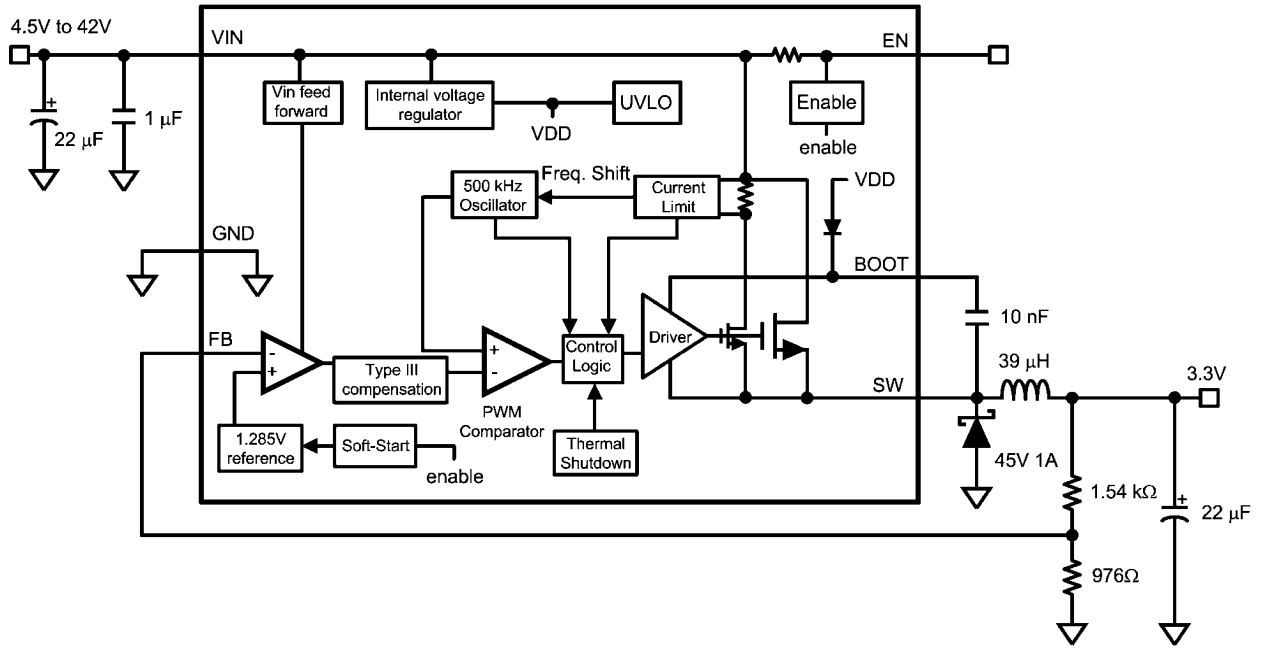 4.5V to 42V
VIN
EN
Vin feed
forward
Internal voltage
regulator
UVLO
VDD
Enable
enable
+
22 μF
1 μF
500 kHz
Oscillator
Freq. Shift
Current
Limit
VDD
GND
BOOT
10 nF
FB
-
+
Type III
compensation
+
-
PWM
Comparator
Control
Logic
Driver
SW
39 μH
3.3V
1.285V
reference
Soft-Start
enable
Thermal
Shutdown
45V 1A
1.54 kΩ
+
22 μF
976Ω